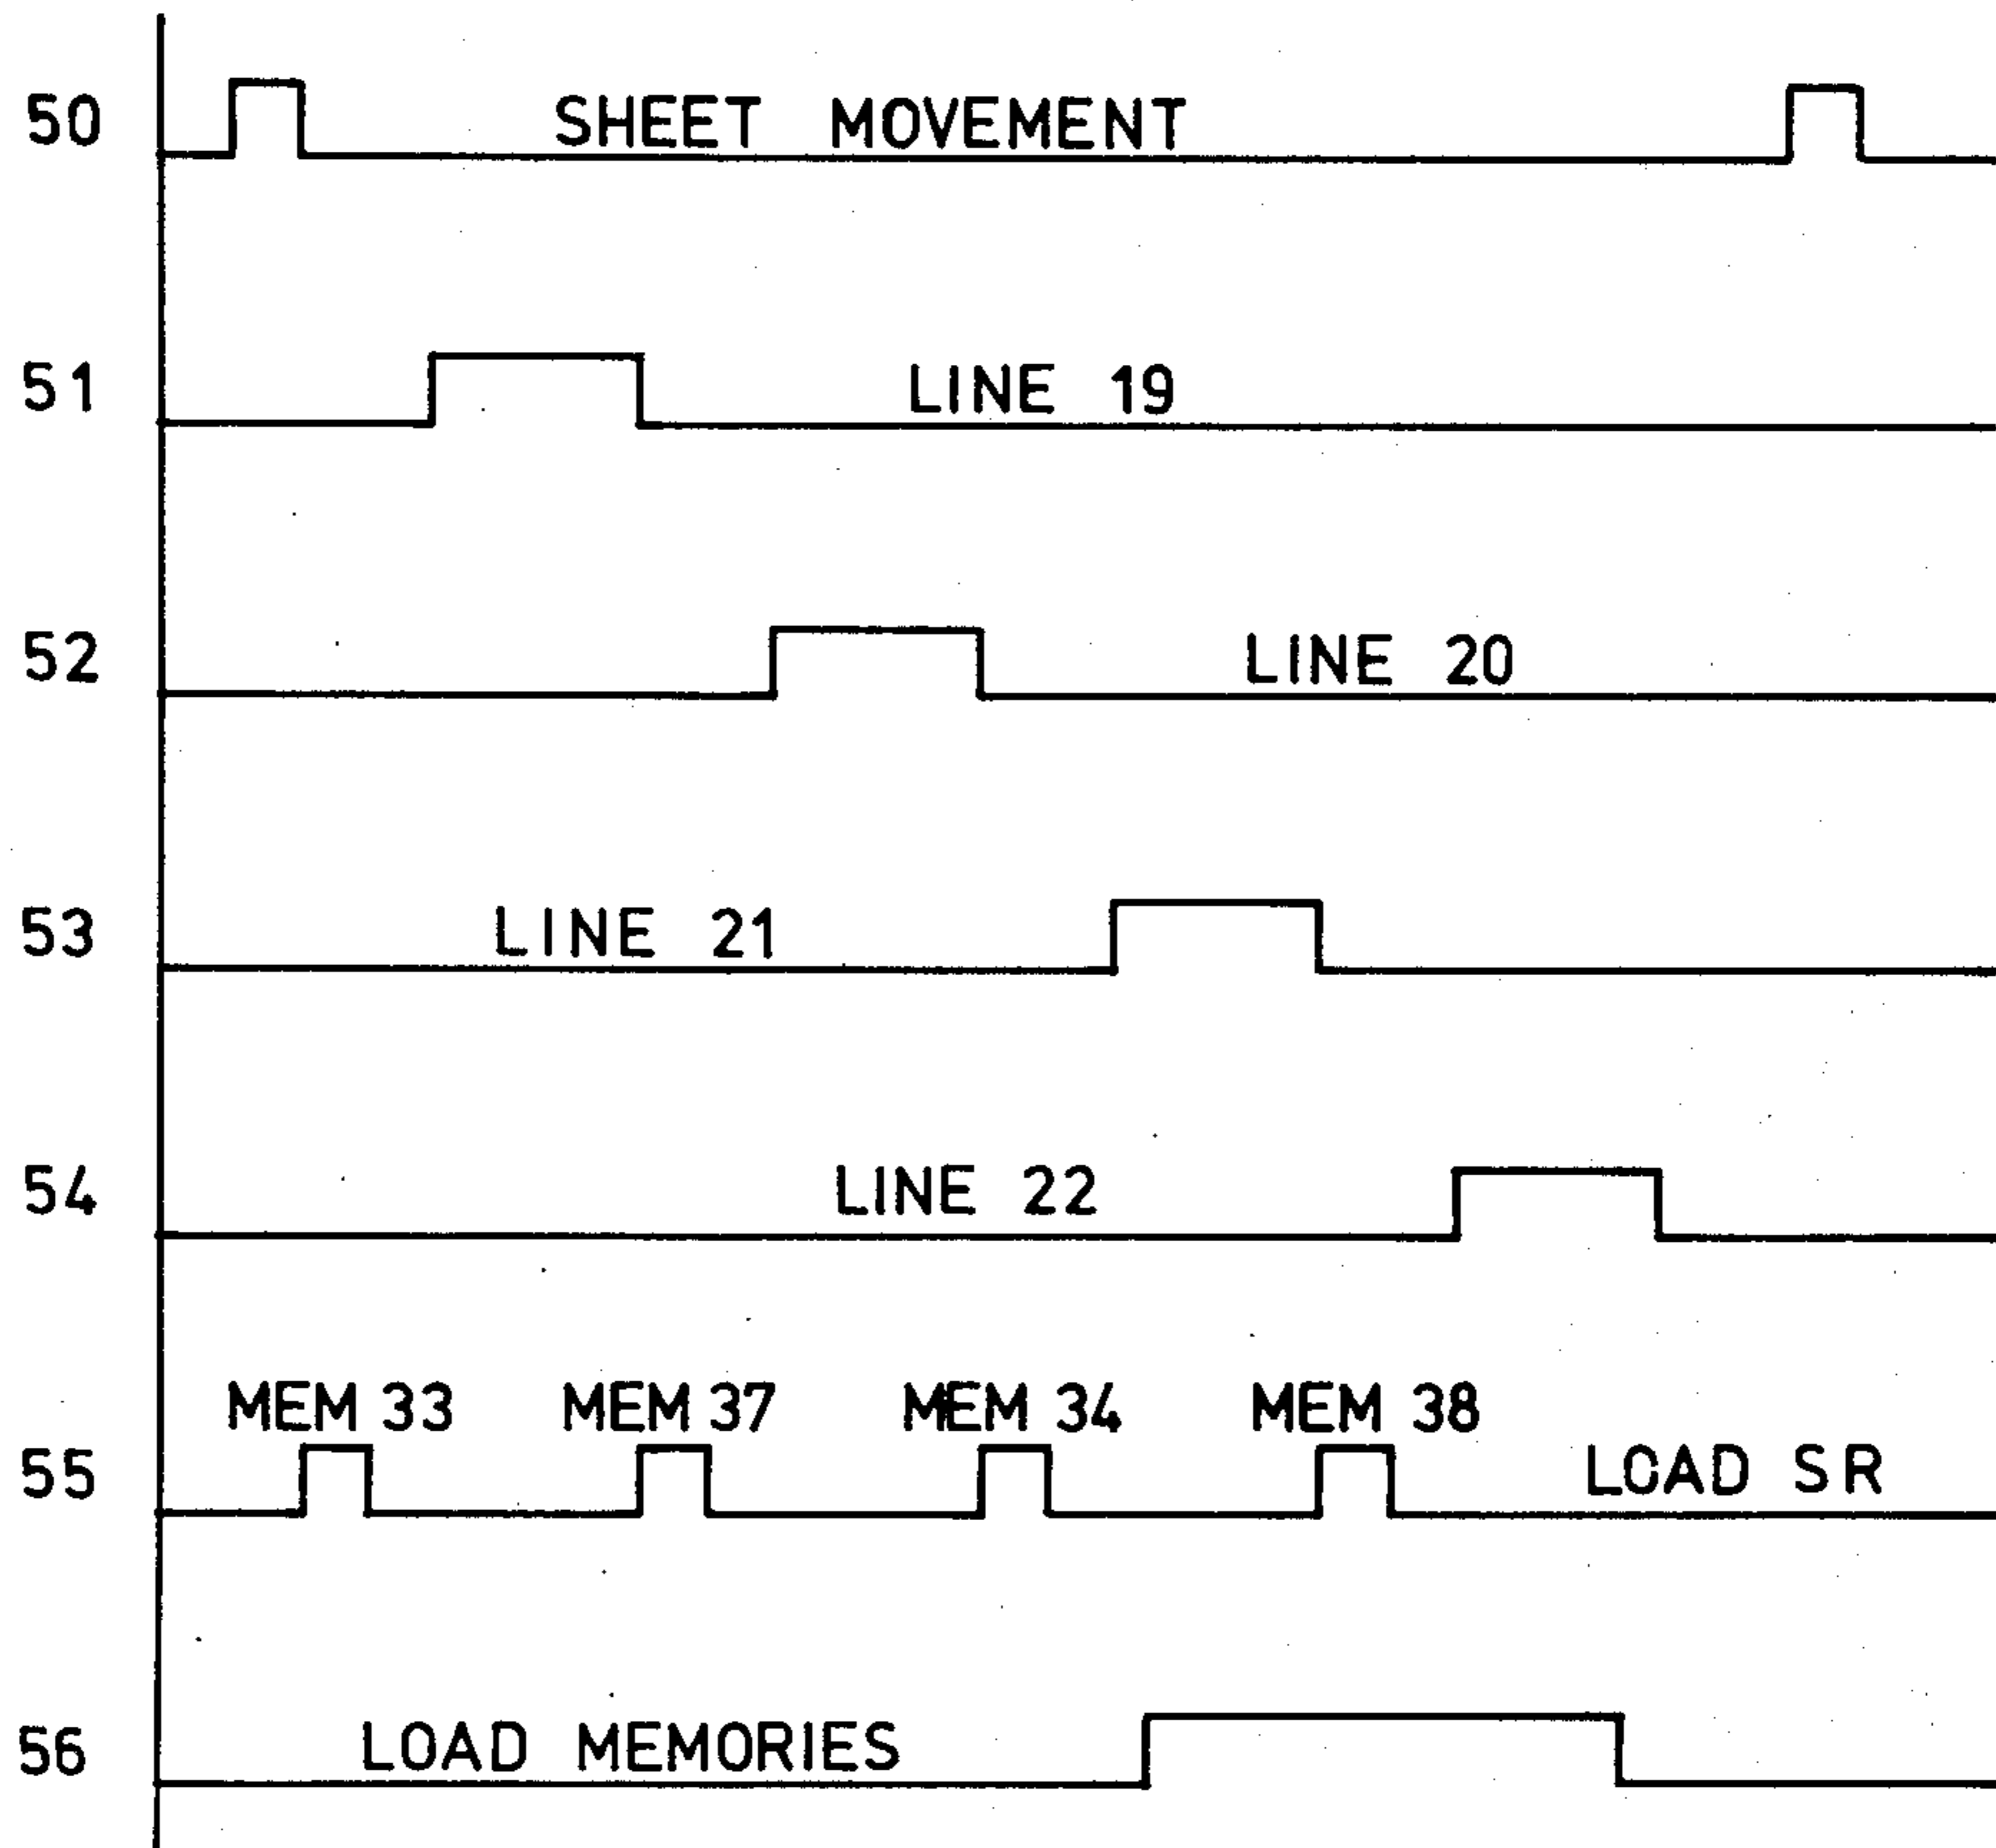 50 SHEET MOVEMENT
51 LINE 19
52 LINE 20
53 LINE 21
54 LINE 22
MEM 33 MEM 37 MEM 34 MEM 38
55 LOAD SR
56 LOAD MEMORIES